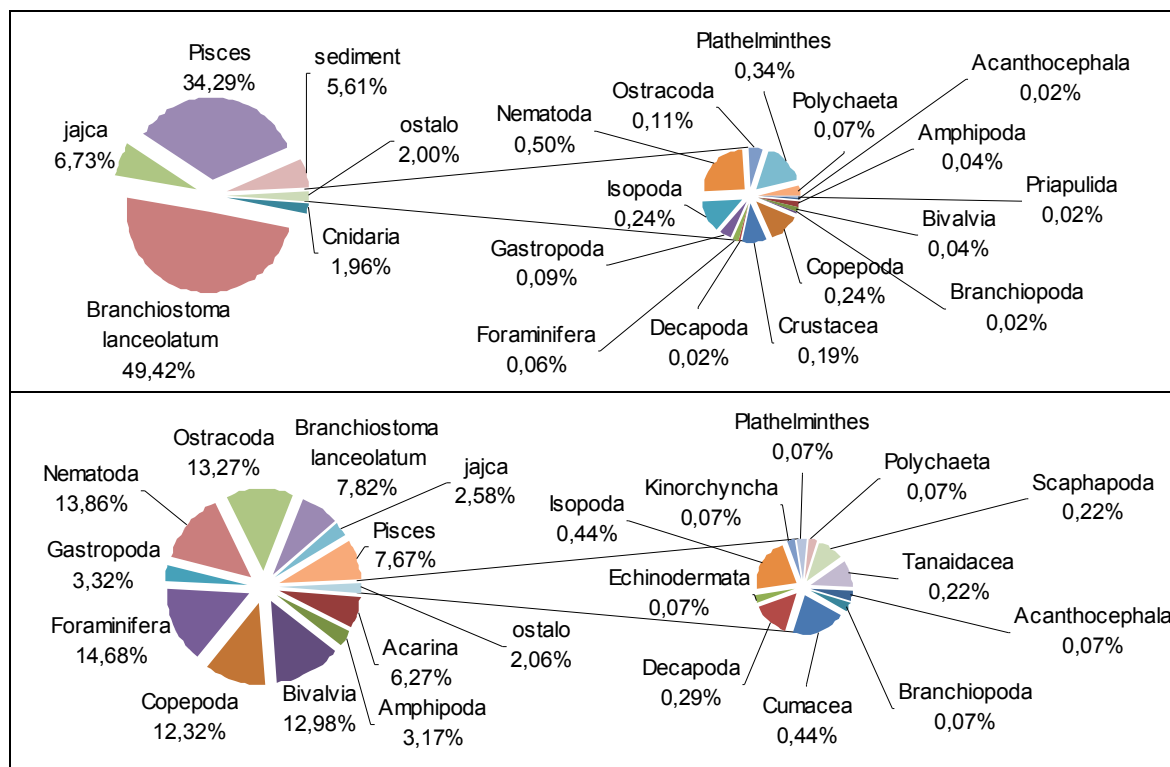 Pisces
34,29%
sediment
5,61%
jajca
6,73%
ostalo
2,00%
Cnidaria
1,96%
Branchiostoma
lanceolatum
49,42%
Plathelminthes
0,34%
Acanthocephala
0,02%
Ostracoda
0,11%
Polychaeta
0,07%
Nematoda
0,50%
Amphipoda
0,04%
Isopoda
0,24%
Priapulida
0,02%
Bivalvia
0,04%
Gastropoda
0,09%
Copepoda
0,24%
Branchiopoda
0,02%
Foraminifera
0,06%
Decapoda
0,02%
Crustacea
0,19%
Ostracoda
13,27%
Branchiostoma
lanceolatum
7,82%
jajca
2,58%
Nematoda
13,86%
Pisces
7,67%
Gastropoda
3,32%
Foraminifera
14,68%
ostalo
2,06%
Acarina
6,27%
Copepoda
12,32%
Bivalvia
12,98%
Amphipoda
3,17%
Plathelminthes
0,07%
Polychaeta
0,07%
Kinorchyncha
0,07%
Scaphapoda
0,22%
Isopoda
0,44%
Tanaidacea
0,22%
Echinodermata
0,07%
Acanthocephala
0,07%
Decapoda
0,29%
Branchiopoda
0,07%
Cumacea
0,44%